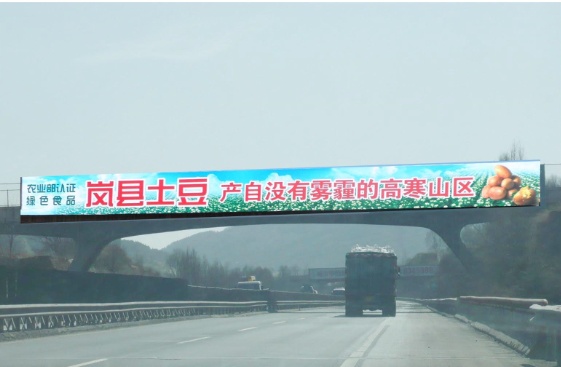 农业部认证
绿色食品
岚县土豆 产自没有雾霾的高寒山区